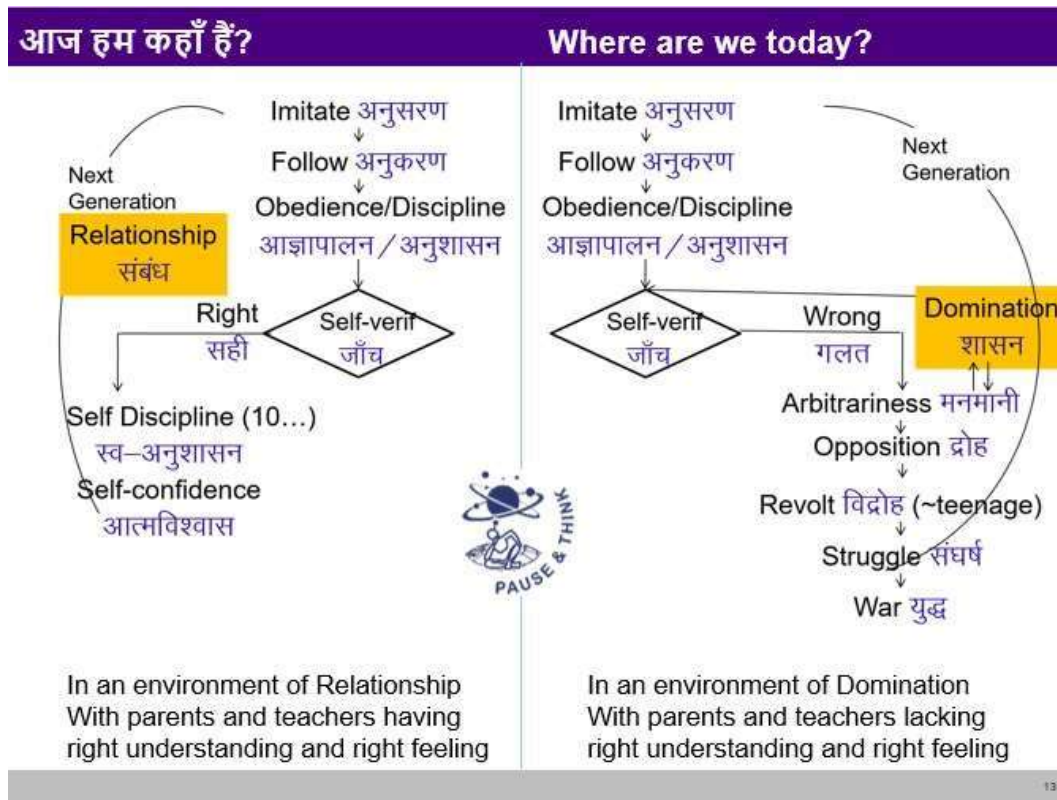 आज हम कहाँ हैं?
Where are we today?
Imitate अनुसरण
Follow अनुकरण
Next
Generation
Obedience/Discipline
आज्ञापालन / अनुशासन
Relationship
संबंध
Right
सही
Self-verif
जाँच
Self Discipline (10...)
स्व–अनुशासन
Self-confidence
आत्मविश्वास
In an environment of Relationship
With parents and teachers having
right understanding and right feeling
Imitate अनुसरण
Follow अनुकरण
Next
Generation
Obedience/Discipline
आज्ञापालन / अनुशासन
Self-verif
जाँच
Wrong
गलत
Domination
शासन
Arbitrariness मनमानी
Opposition द्रोह
Revolt विद्रोह (~teenage)
Struggle संघर्ष
War युद्ध
In an environment of Domination
With parents and teachers lacking
right understanding and right feeling
PAUSE & THINK
13